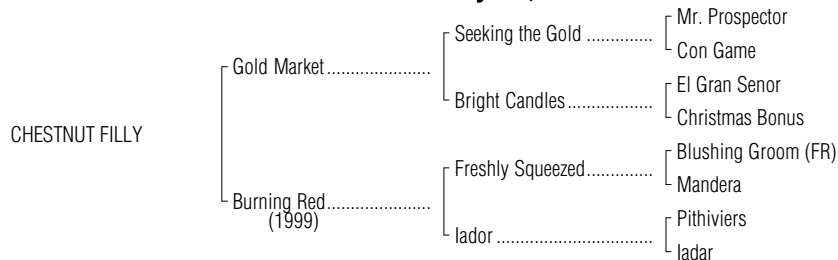 Mr. Prospector
Seeking the Gold ..............
Con Game
Gold Market ......................
El Gran Senor
Bright Candles .................
Christmas Bonus
CHESTNUT FILLY
Blushing Groom (FR)
Freshly Squeezed ..............
Mandera
Burning Red ......................
(1999)
Pithiviers
Iador .................................
Iadar